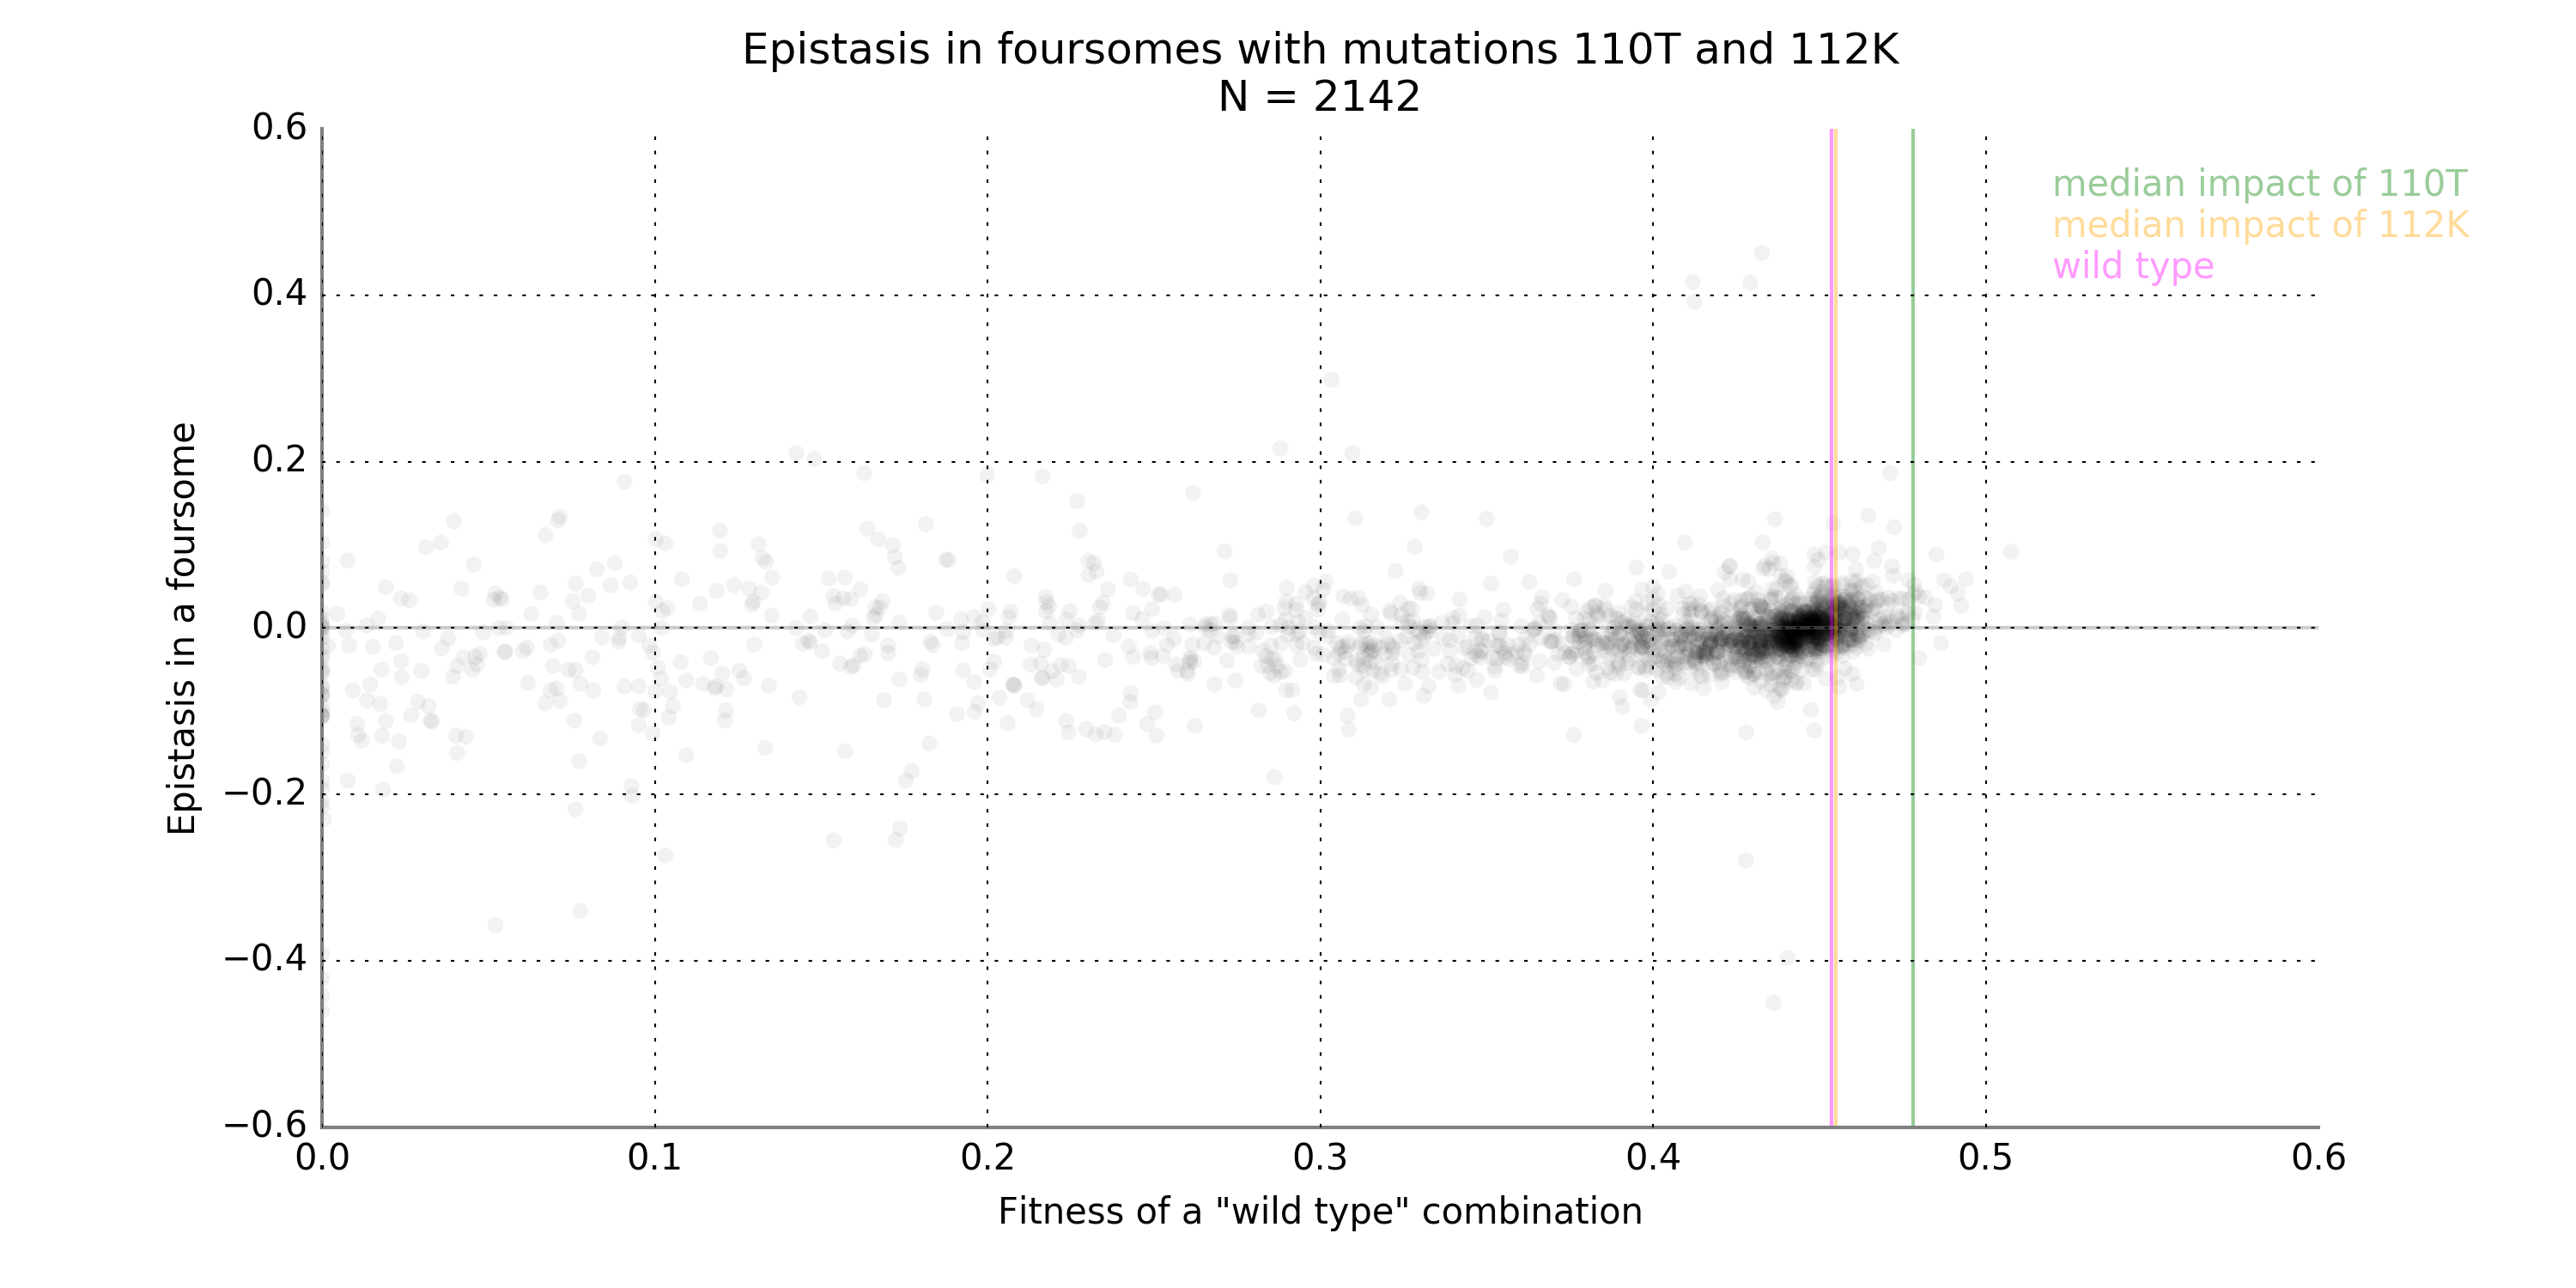 Epistasis in foursomes with mutations 110T and 112K
N = 2142
0.6
0.4
0.2
0.0
−0.2
−0.4
−0.6
Epistasis in a foursome
median impact of 110T
median impact of 112K
wild type
0.0 0.1 0.2 0.3 0.4 0.5 0.6
Fitness of a "wild type" combination